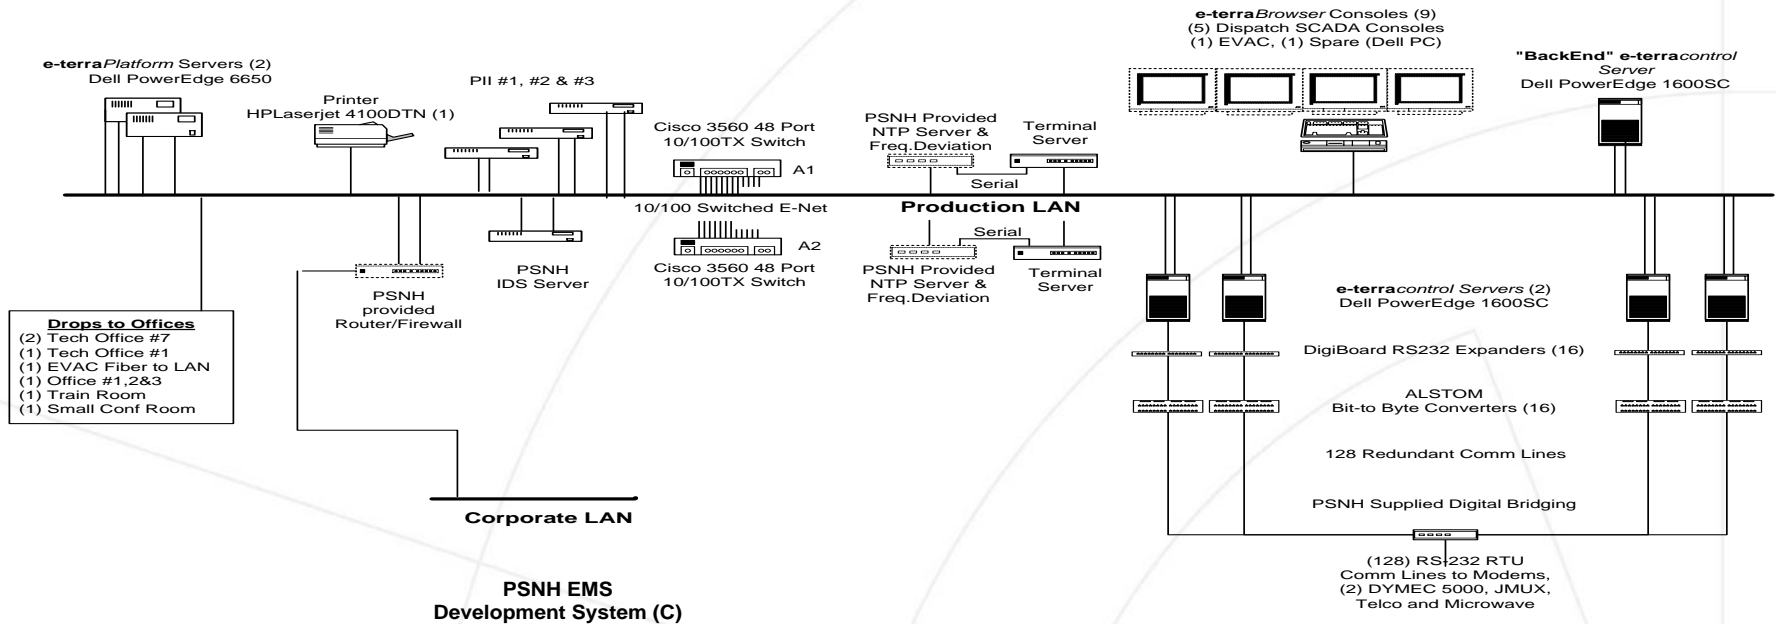 e-terraPlatform Servers (2)
Dell PowerEdge 6650
Printer
HPLaserjet 4100DTN (1)
PII #1, #2 & #3
Cisco 3560 48 Port
10/100TX Switch
A1
PSNH Provided
NTP Server &
Freq.Deviation
Terminal
Server
Serial
e-terraBrowser Consoles (9)
(5) Dispatch SCADA Consoles
(1) EVAC, (1) Spare (Dell PC)
"BackEnd" e-terracontrol
Server
Dell PowerEdge 1600SC
10/100 Switched E-Net
Production LAN
A2
Cisco 3560 48 Port
10/100TX Switch
Serial
PSNH Provided
NTP Server &
Freq.Deviation
Terminal
Server
PSNH
IDS Server
PSNH
provided
Router/Firewall
Drops to Offices
(2) Tech Office #7
(1) Tech Office #1
(1) EVAC Fiber to LAN
(1) Office #1,2&3
(1) Train Room
(1) Small Conf Room
e-terracontrol Servers (2)
Dell PowerEdge 1600SC
DigiBoard RS232 Expanders (16)
ALSTOM
Bit-to Byte Converters (16)
128 Redundant Comm Lines
PSNH Supplied Digital Bridging
(128) RS-232 RTU
Comm Lines to Modems,
(2) DYMEC 5000, JMUX,
Telco and Microwave
Corporate LAN
PSNH EMS
Development System (C)